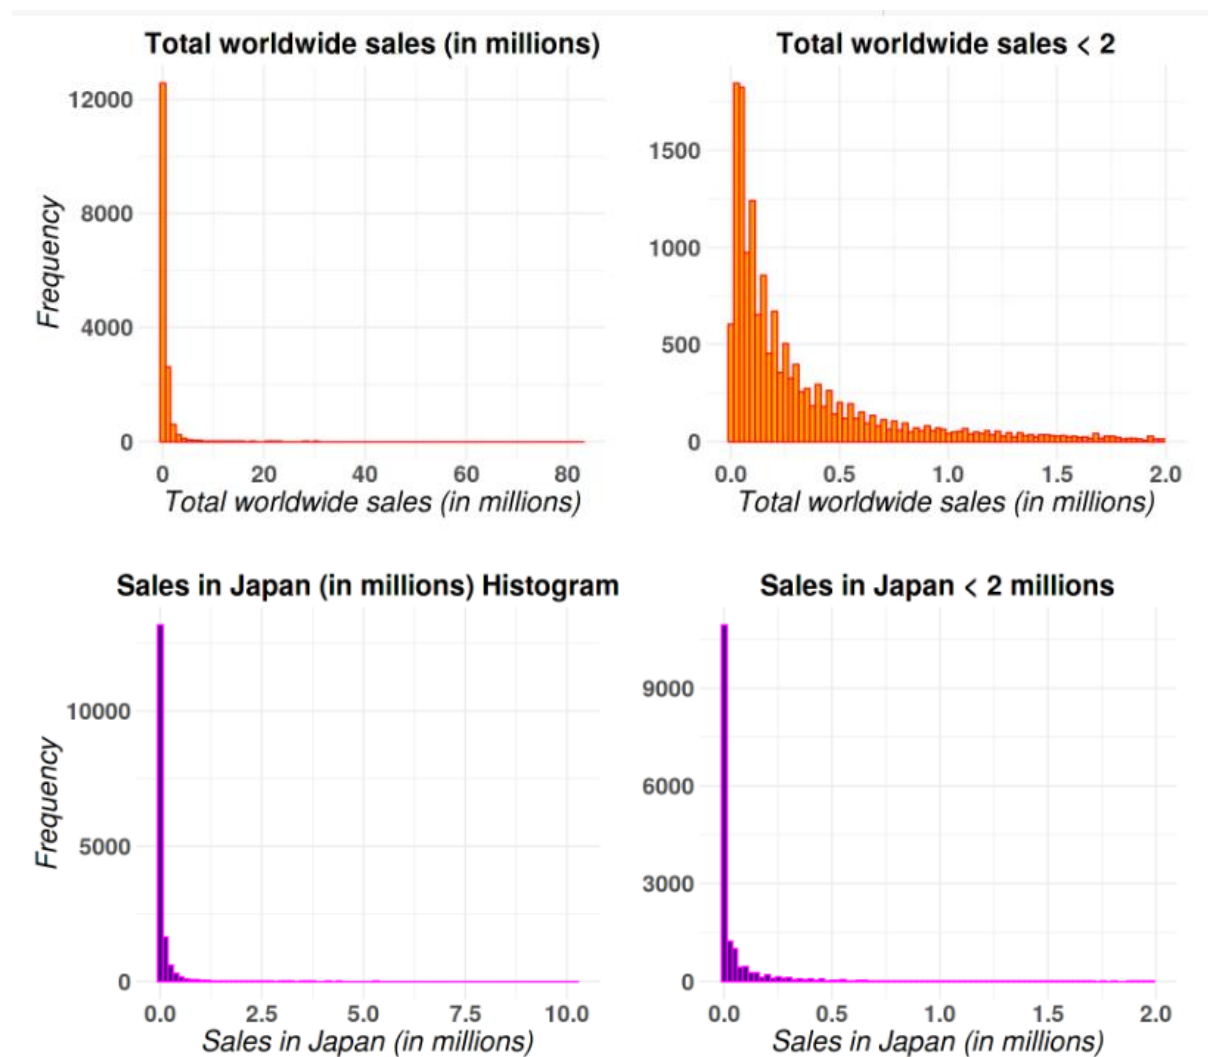 Total worldwide sales (in millions)
12000
8000
4000
0
Frequency
0 20 40 60 80
Total worldwide sales (in millions)
Total worldwide sales < 2
1500
1000
500
0
0.0 0.5 1.0 1.5 2.0
Total worldwide sales (in millions)
Sales in Japan (in millions) Histogram
10000
5000
0
Frequency
0.0 2.5 5.0 7.5 10.0
Sales in Japan (in millions)
Sales in Japan < 2 millions
9000
6000
3000
0
0.0 0.5 1.0 1.5 2.0
Sales in Japan (in millions)